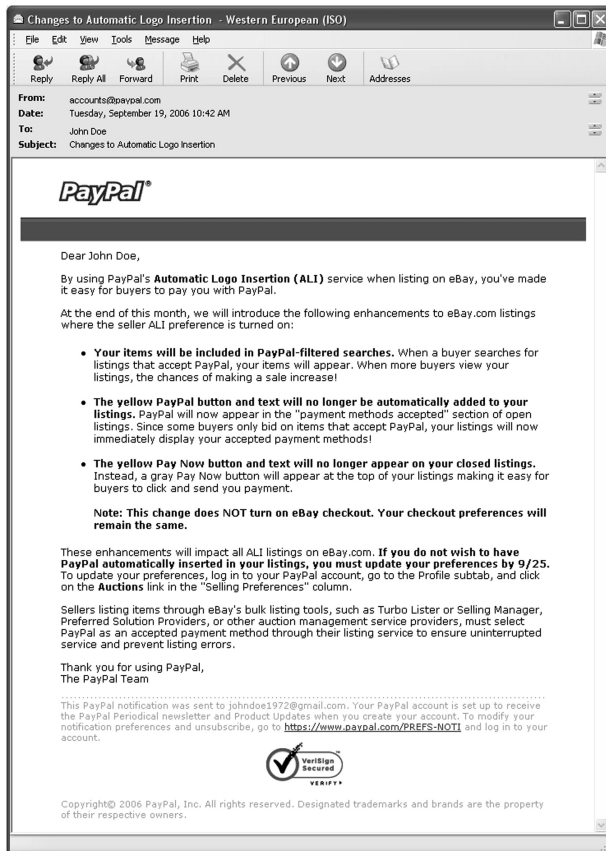 Changes to Automatic Logo Insertion - Western European (ISO)
File Edit View Tools Message Help
Reply Reply All Forward Print Delete Previous Next Addresses
From: accounts@paypal.com
Date: Tuesday, September 19, 2006 10:42 AM
To: John Doe
Subject: Changes to Automatic Logo Insertion
PayPal®
Dear John Doe,
By using PayPal's Automatic Logo Insertion (ALI) service when listing on eBay, you've made
it easy for buyers to pay you with PayPal.
At the end of this month, we will introduce the following enhancements to eBay.com listings
where the seller ALI preference is turned on:
• Your items will be included in PayPal-filtered searches. When a buyer searches for
listings that accept PayPal, your items will appear. When more buyers view your
listings, the chances of making a sale increase!
• The yellow PayPal button and text will no longer be automatically added to your
listings. PayPal will now appear in the "payment methods accepted" section of open
listings. Since some buyers only bid on items that accept PayPal, your listings will now
immediately display your accepted payment methods!
• The yellow Pay Now button and text will no longer appear on your closed listings.
Instead, a gray Pay Now button will appear at the top of your listings making it easy for
buyers to click and send you payment.
Note: This change does NOT turn on eBay checkout. Your checkout preferences will
remain the same.
These enhancements will impact all ALI listings on eBay.com. If you do not wish to have
PayPal automatically inserted in your listings, you must update your preferences by 9/25.
To update your preferences, log in to your PayPal account, go to the Profile subtab, and click
on the Auctions link in the "Selling Preferences" column.
Sellers listing items through eBay's bulk listing tools, such as Turbo Lister or Selling Manager,
Preferred Solution Providers, or other auction management service providers, must select
PayPal as an accepted payment method through their listing service to ensure uninterrupted
service and prevent listing errors.
Thank you for using PayPal,
The PayPal Team
This PayPal notification was sent to johndoe1972@gmail.com. Your PayPal account is set up to receive
the PayPal Periodical newsletter and Product Updates when you create your account. To modify your
notification preferences and unsubscribe, go to https://www.paypal.com/PREFS-NOTI and log in to your
account.
VeriSign
Secured
VERIFY
Copyright© 2006 PayPal, Inc. All rights reserved. Designated trademarks and brands are the property
of their respective owners.